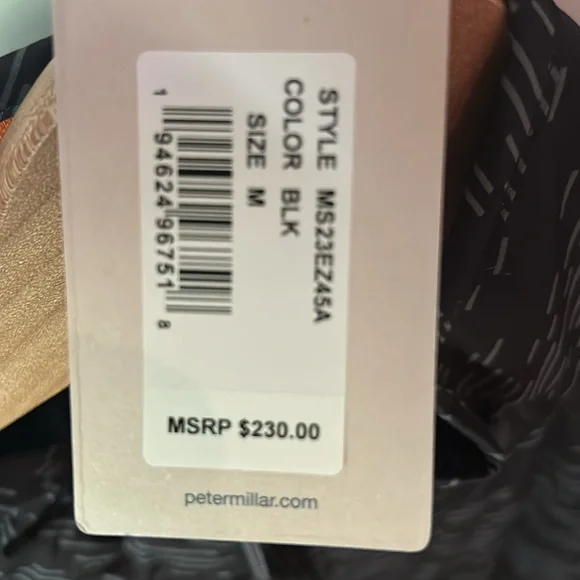 STYLE MS23EZ45A
COLOR BLK
SIZE M
1 94624 96751 8
MSRP $230.00
petermillar.com